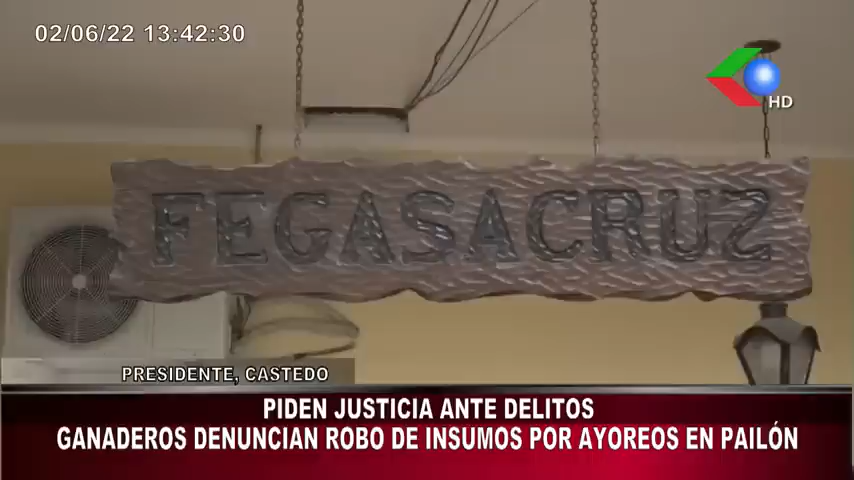 02/06/22 13:42:30
HD
FEGASACRUZ
PRESIDENTE, CASTEDO
PIDEN JUSTICIA ANTE DELITOS
GANADEROS DENUNCIAN ROBO DE INSUMOS POR AYOREOS EN PAILÓN